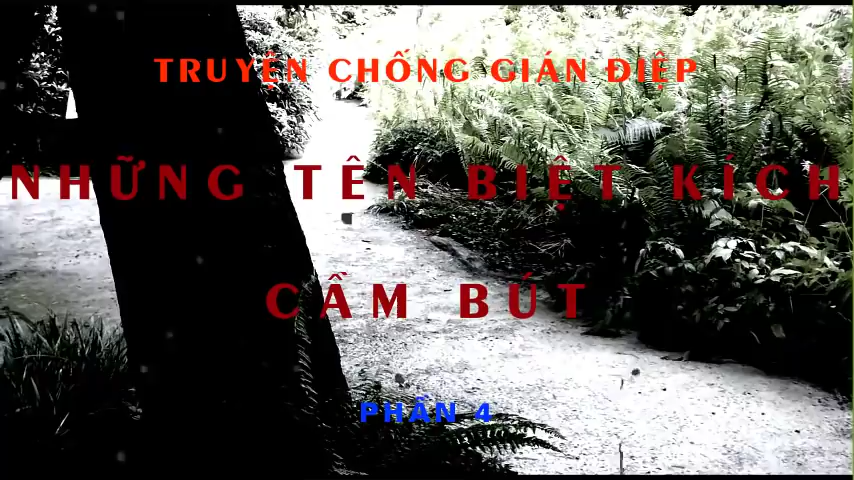 TRUYỆN CHỐNG GIÁN ĐIỆP
NHỮNG TÊN BIỆT KÍCH
CẦM BÚT
PHẦN 4